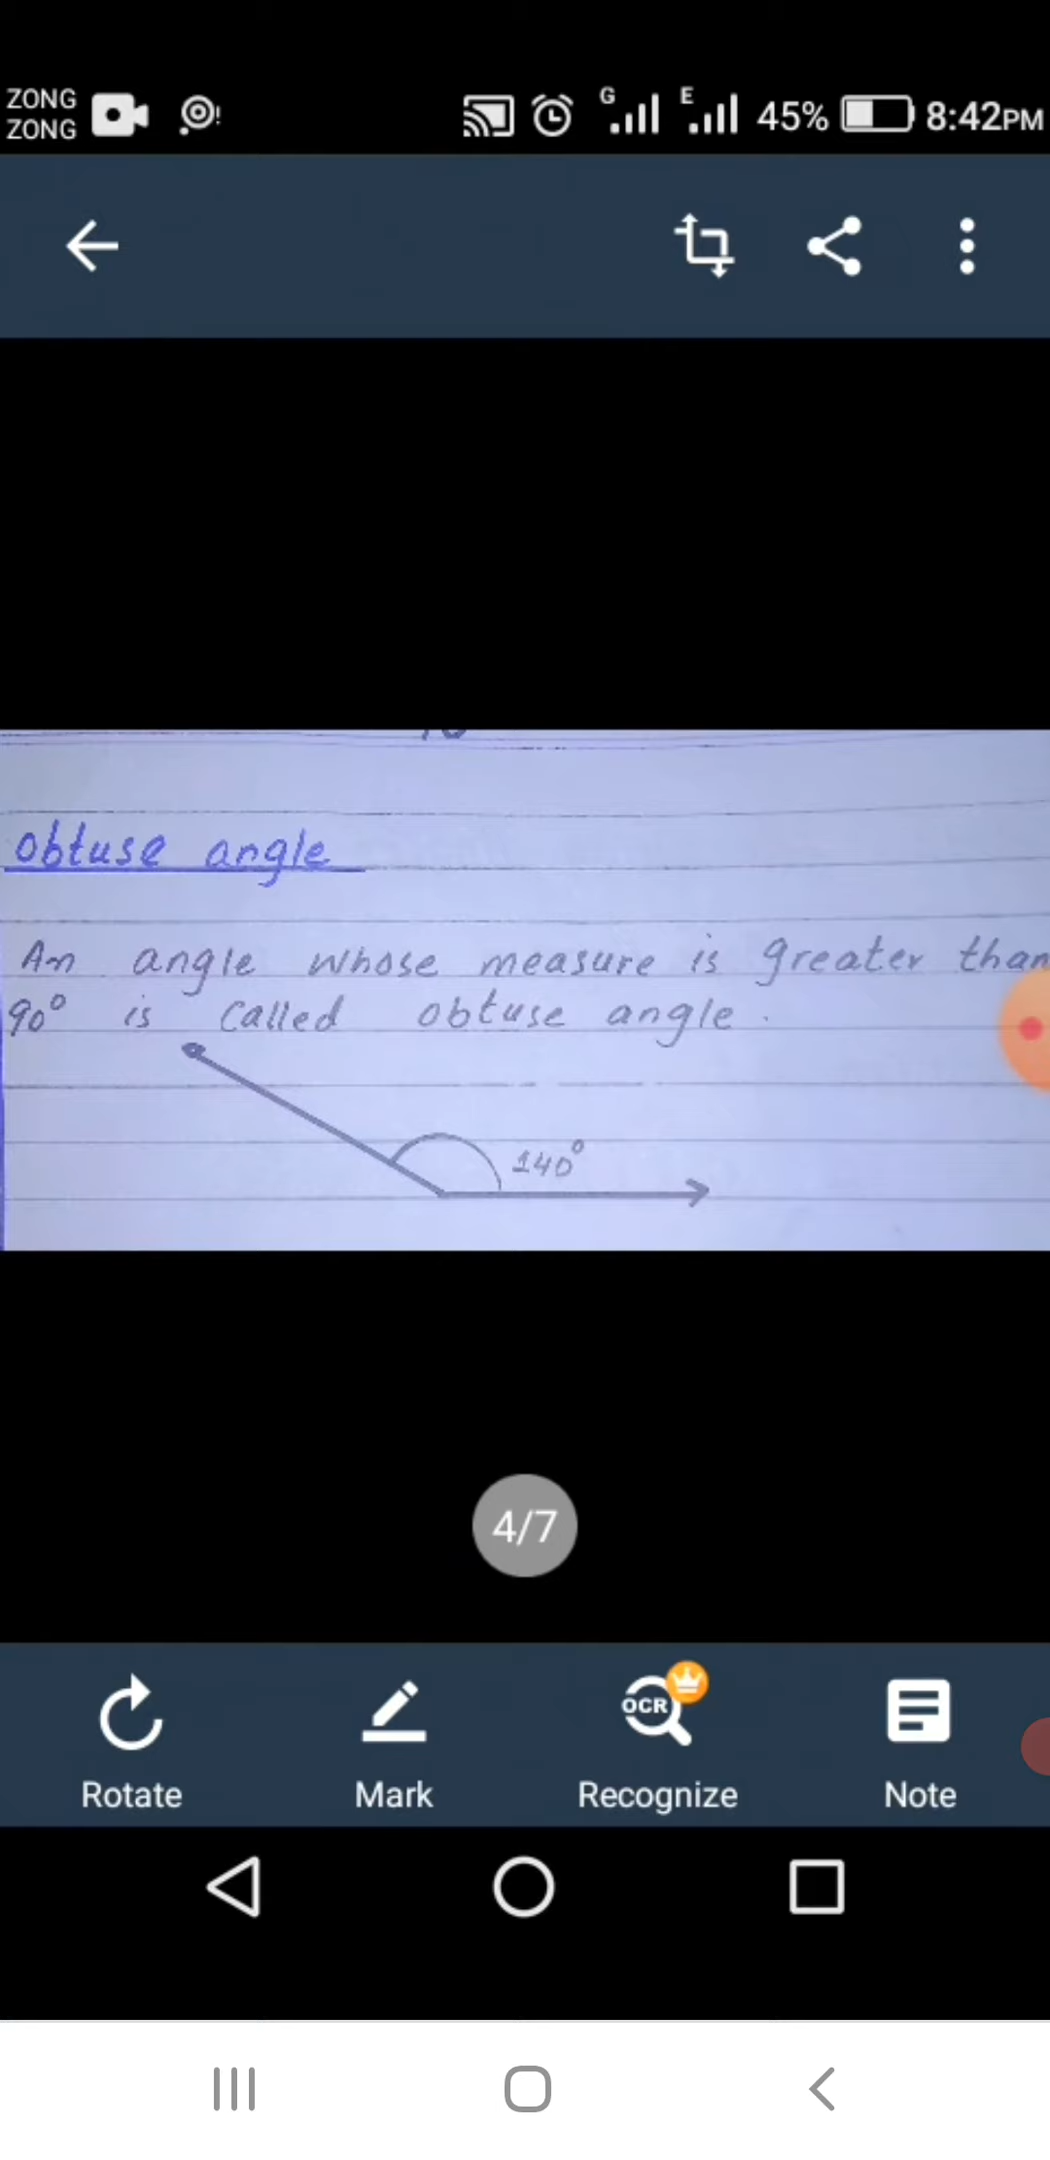 ZONG
ZONG
G E 45% 8:42PM
obtuse angle
An angle whose measure is greater than
90° is called obtuse angle.
140°
4/7
OCR
Rotate Mark Recognize Note